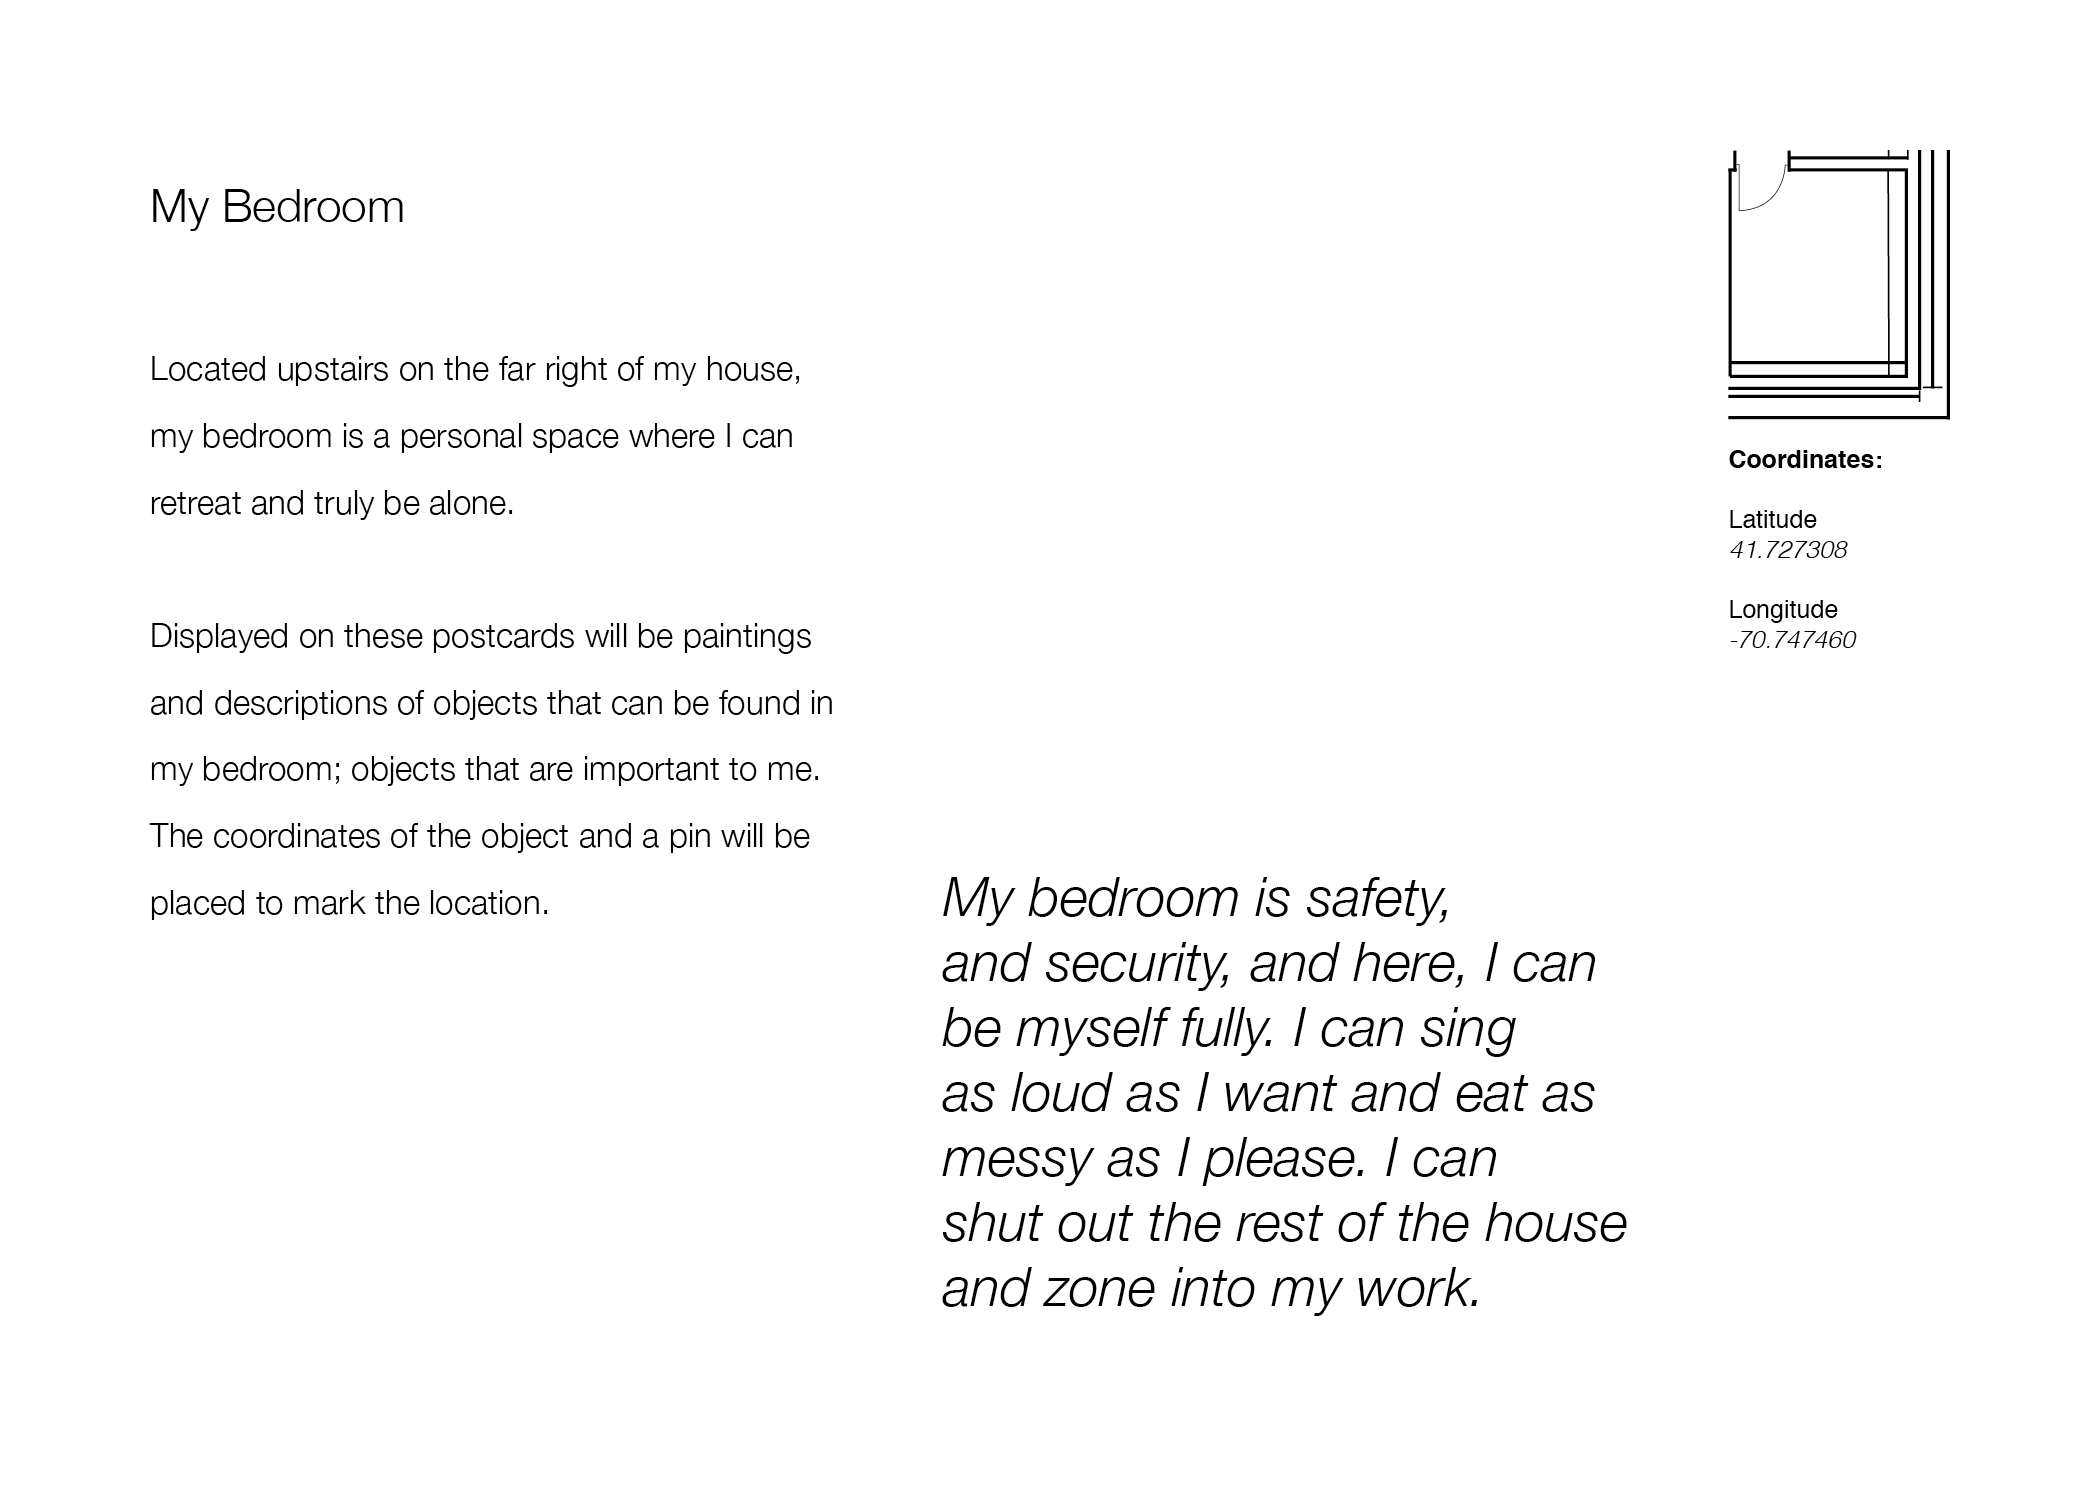 My Bedroom
Located upstairs on the far right of my house,
my bedroom is a personal space where I can
retreat and truly be alone.
Displayed on these postcards will be paintings
and descriptions of objects that can be found in
my bedroom; objects that are important to me.
The coordinates of the object and a pin will be
placed to mark the location.
My bedroom is safety,
and security, and here, I can
be myself fully. I can sing
as loud as I want and eat as
messy as I please. I can
shut out the rest of the house
and zone into my work.
Coordinates:
Latitude
41.727308
Longitude
-70.747460